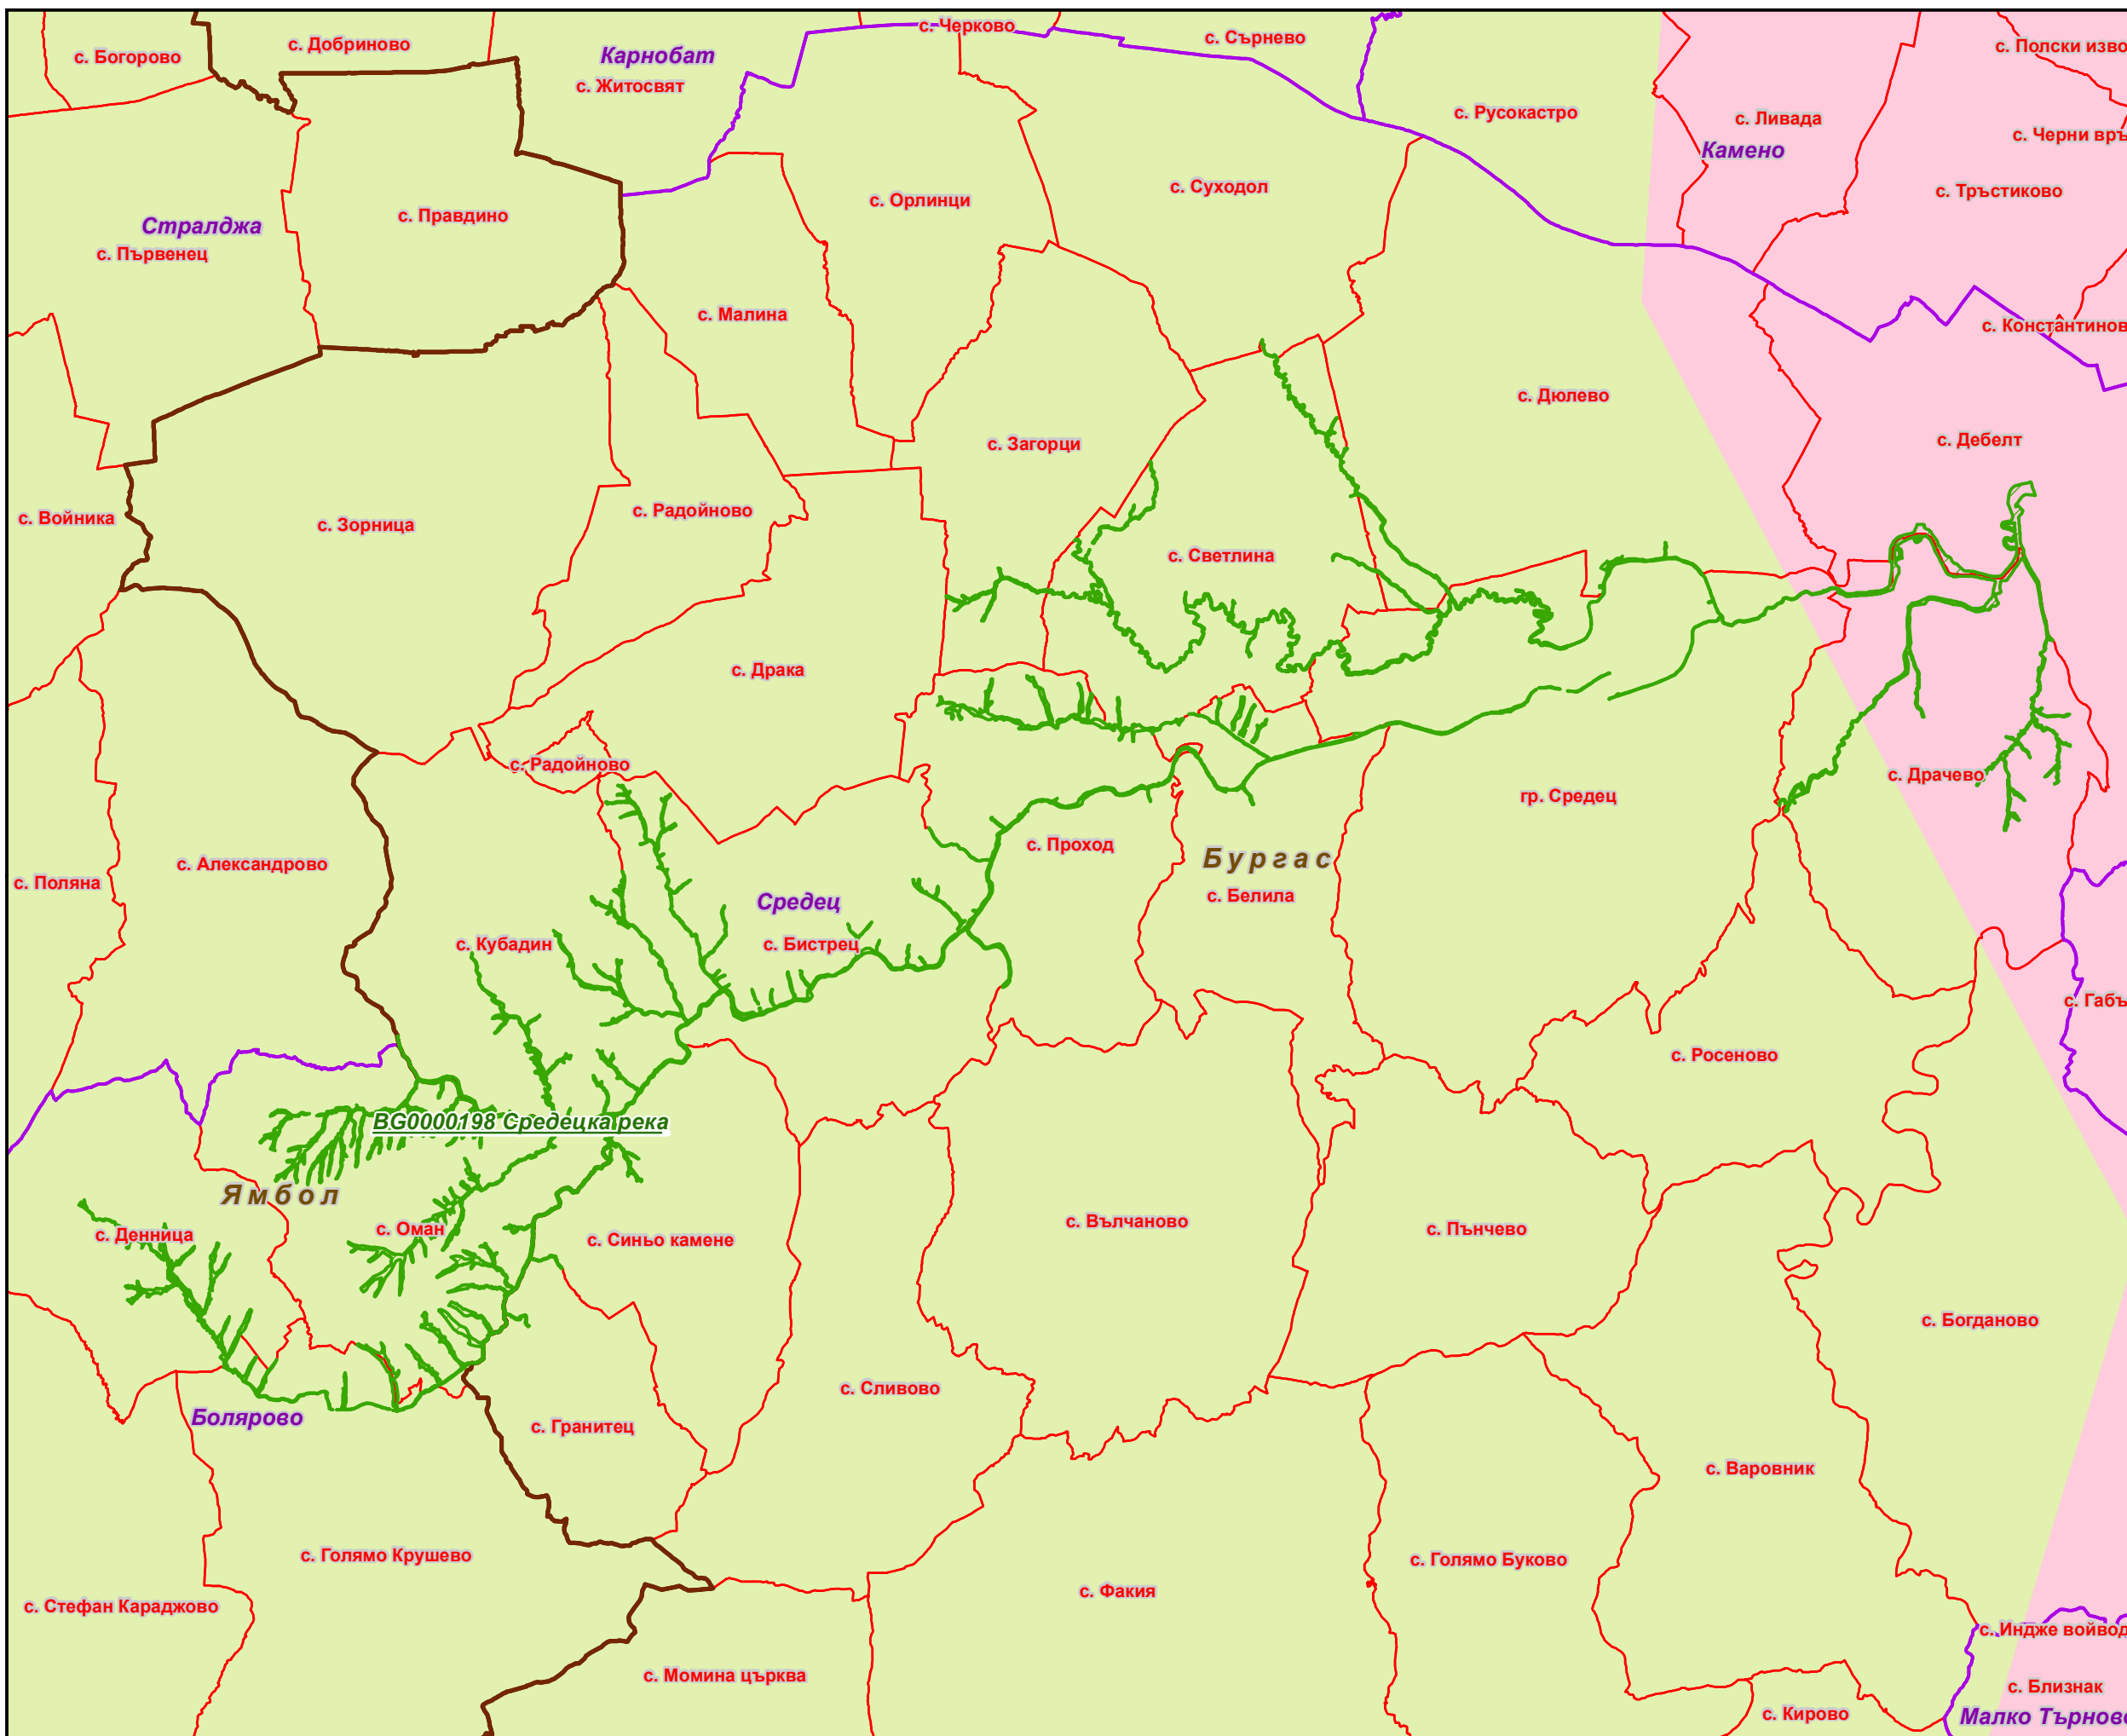 с. Черково
с. Сърнево
с. Добриново
с. Полски изво
с. Богорово
Карнобат
с. Житосвят
с. Русокастро
с. Ливада
с. Черни връ
Камено
с. Суходол
с. Тръстиково
с. Орлинци
с. Правдино
Стралджа
с. Първенец
с. Малина
с. Константинов
с. Дюлево
с. Дебелт
с. Загорци
с. Радойново
с. Войника
с. Зорница
с. Светлина
с. Драка
с. Радойново
с. Драчево
гр. Средец
с. Проход
Бургас
с. Александрово
с. Поляна
с. Белила
Средец
с. Кубадин
с. Бистрец
с. Габъ
с. Росеново
BG0000198 Средецка река
Ямбол
с. Вълчаново
с. Оман
с. Пънчево
с. Денница
с. Синьо камене
с. Богданово
с. Сливово
Болярово
с. Гранитец
с. Варовник
с. Голямо Крушево
с. Голямо Буково
с. Факия
с. Стефан Караджово
с. Индже войвод
с. Момина църква
с. Близнак
с. Кирово
Малко Търново